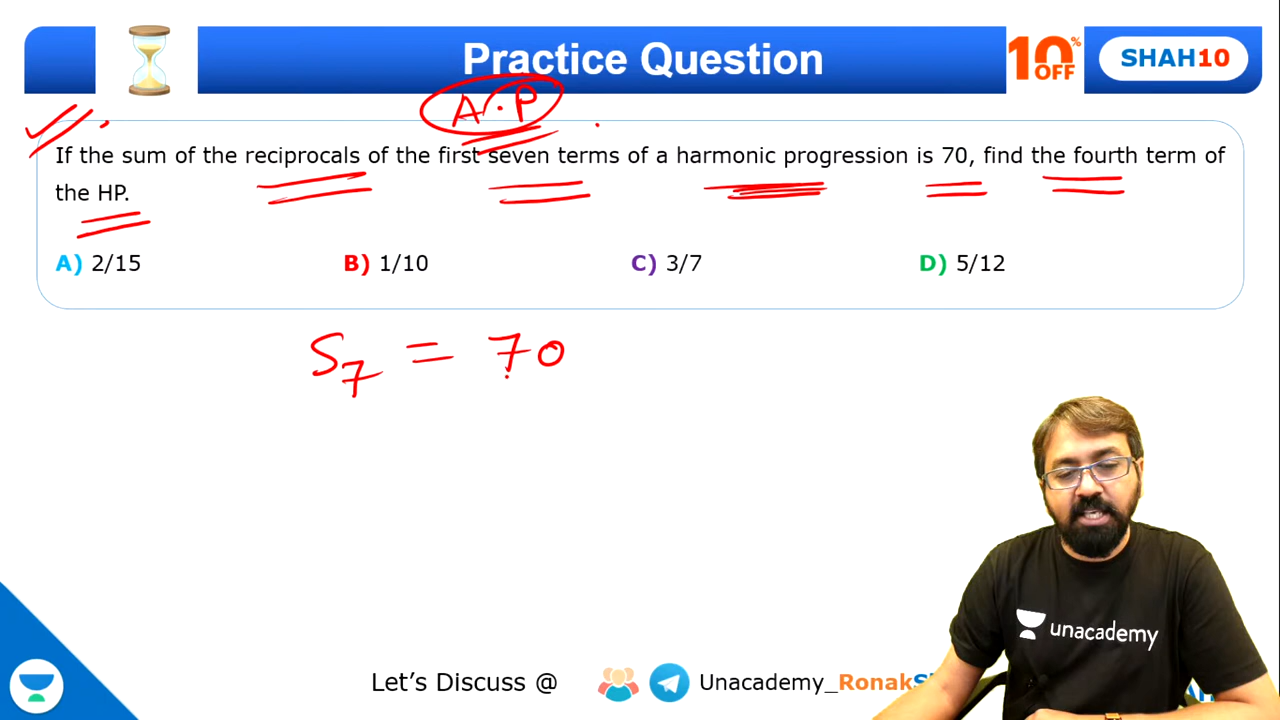 Practice Question
10% OFF
SHAH10
A.P
If the sum of the reciprocals of the first seven terms of a harmonic progression is 70, find the fourth term of
the HP.
A) 2/15
B) 1/10
C) 3/7
D) 5/12
S7 = 70
unacademy
Let's Discuss @
Unacademy_RonakS